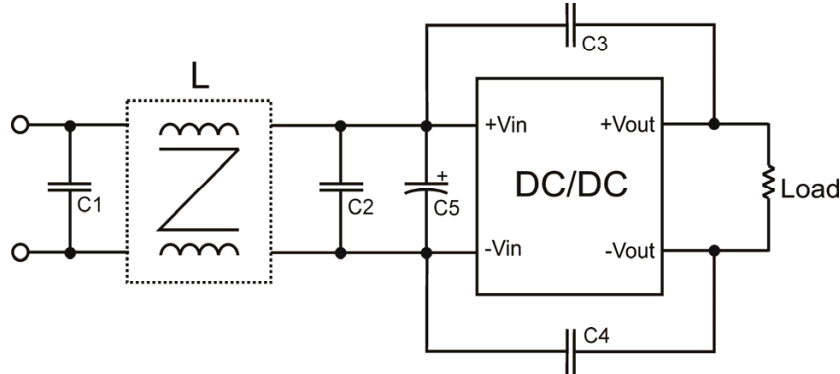 C3
L
+Vin
+Vout
C1
C2
+
C5
DC/DC
Load
-Vin
-Vout
C4